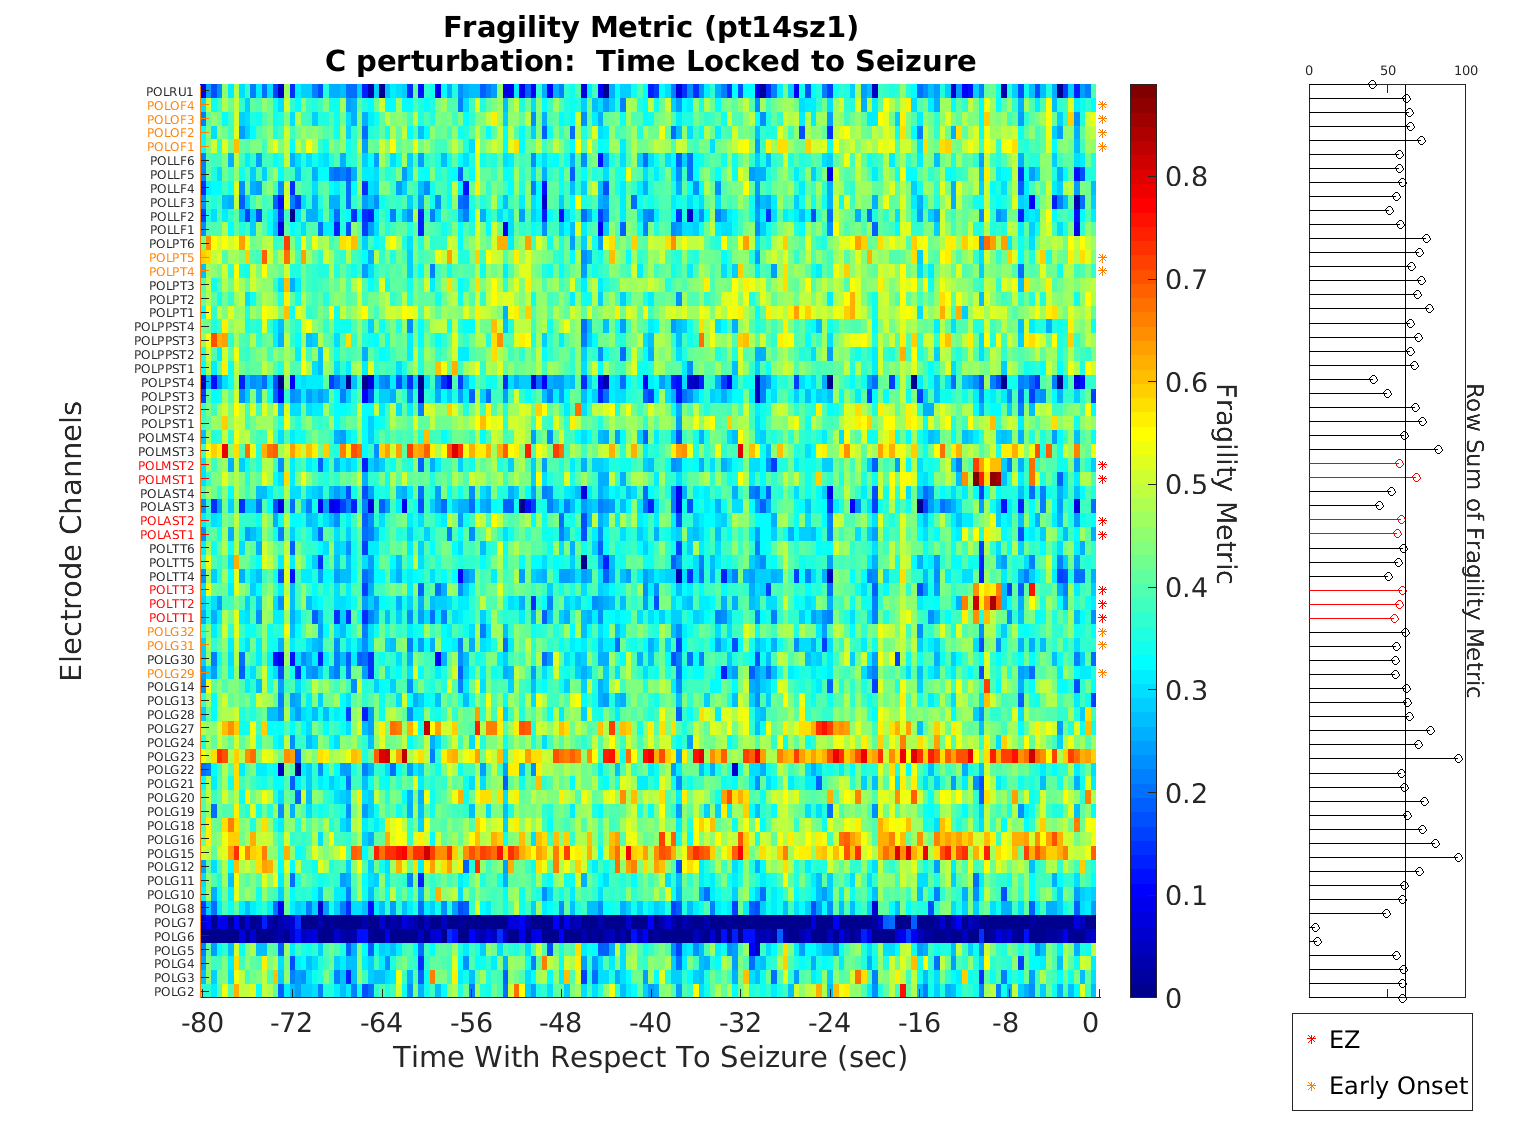 Fragility Metric (pt14sz1)
C perturbation:  Time Locked to Seizure
Electrode Channels
POLRU1
POLOF4
POLOF3
POLOF2
POLOF1
POLLF6
POLLF5
POLLF4
POLLF3
POLLF2
POLLF1
POLPT6
POLPT5
POLPT4
POLPT3
POLPT2
POLPT1
POLPPST4
POLPPST3
POLPPST2
POLPPST1
POLPST4
POLPST3
POLPST2
POLPST1
POLMST4
POLMST3
POLMST2
POLMST1
POLAST4
POLAST3
POLAST2
POLAST1
POLTT6
POLTT5
POLTT4
POLTT3
POLTT2
POLTT1
POLG32
POLG31
POLG30
POLG29
POLG14
POLG13
POLG28
POLG27
POLG24
POLG23
POLG22
POLG21
POLG20
POLG19
POLG18
POLG16
POLG15
POLG12
POLG11
POLG10
POLG8
POLG7
POLG6
POLG5
POLG4
POLG3
POLG2
-80 -72 -64 -56 -48 -40 -32 -24 -16 -8 0
Time With Respect To Seizure (sec)
0.8
0.7
0.6
0.5
0.4
0.3
0.2
0.1
0
Fragility Metric
0 50 100
Row Sum of Fragility Metric
EZ
Early Onset